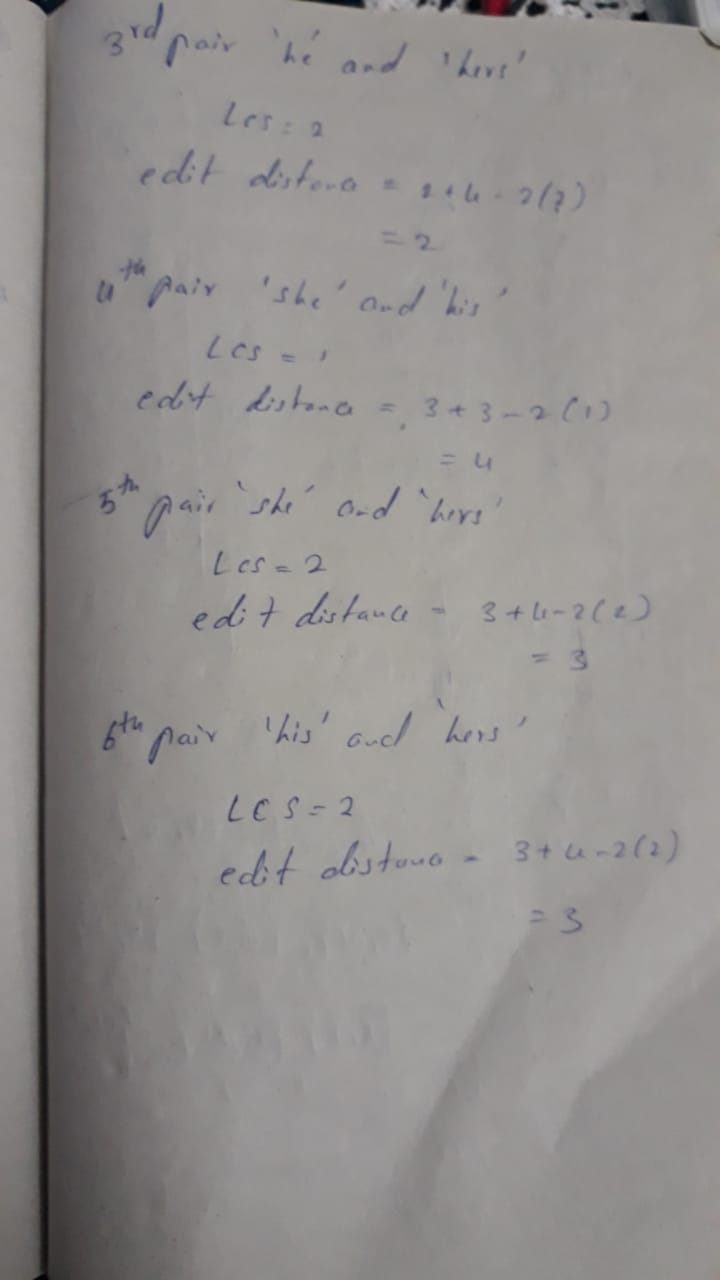 3rd pair 'he' and 'hers'
Lcs = 2
edit distance = 2+4-2(2)
= 2
4th pair 'she' and 'his'
LCS = 1
edit distance = 3+3-2(1)
= 4
5th pair 'she' and 'hers'
Lcs = 2
edit distance = 3+4-2(2)
= 3
6th pair 'his' and 'hers'
LCS = 2
edit distance = 3+4-2(2)
= 3